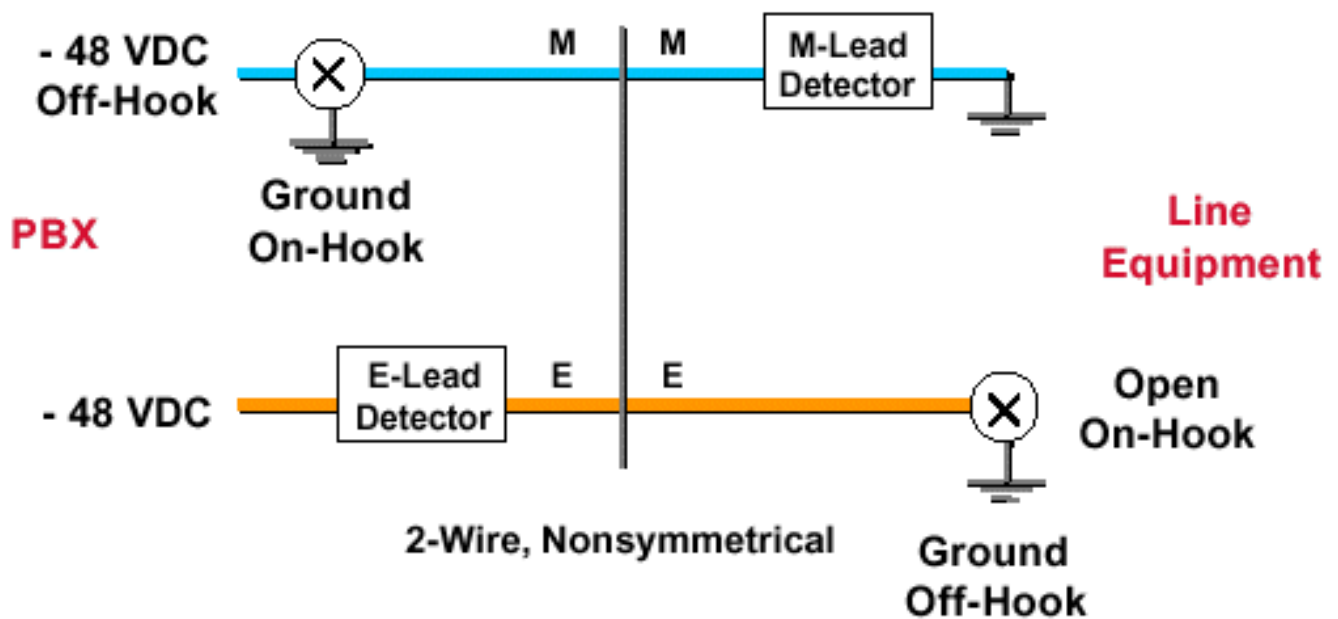 - 48 VDC
Off-Hook
M
M
M-Lead
Detector
Ground
On-Hook
PBX
Line
Equipment
- 48 VDC
E-Lead
Detector
E
E
Open
On-Hook
2-Wire, Nonsymmetrical
Ground
Off-Hook